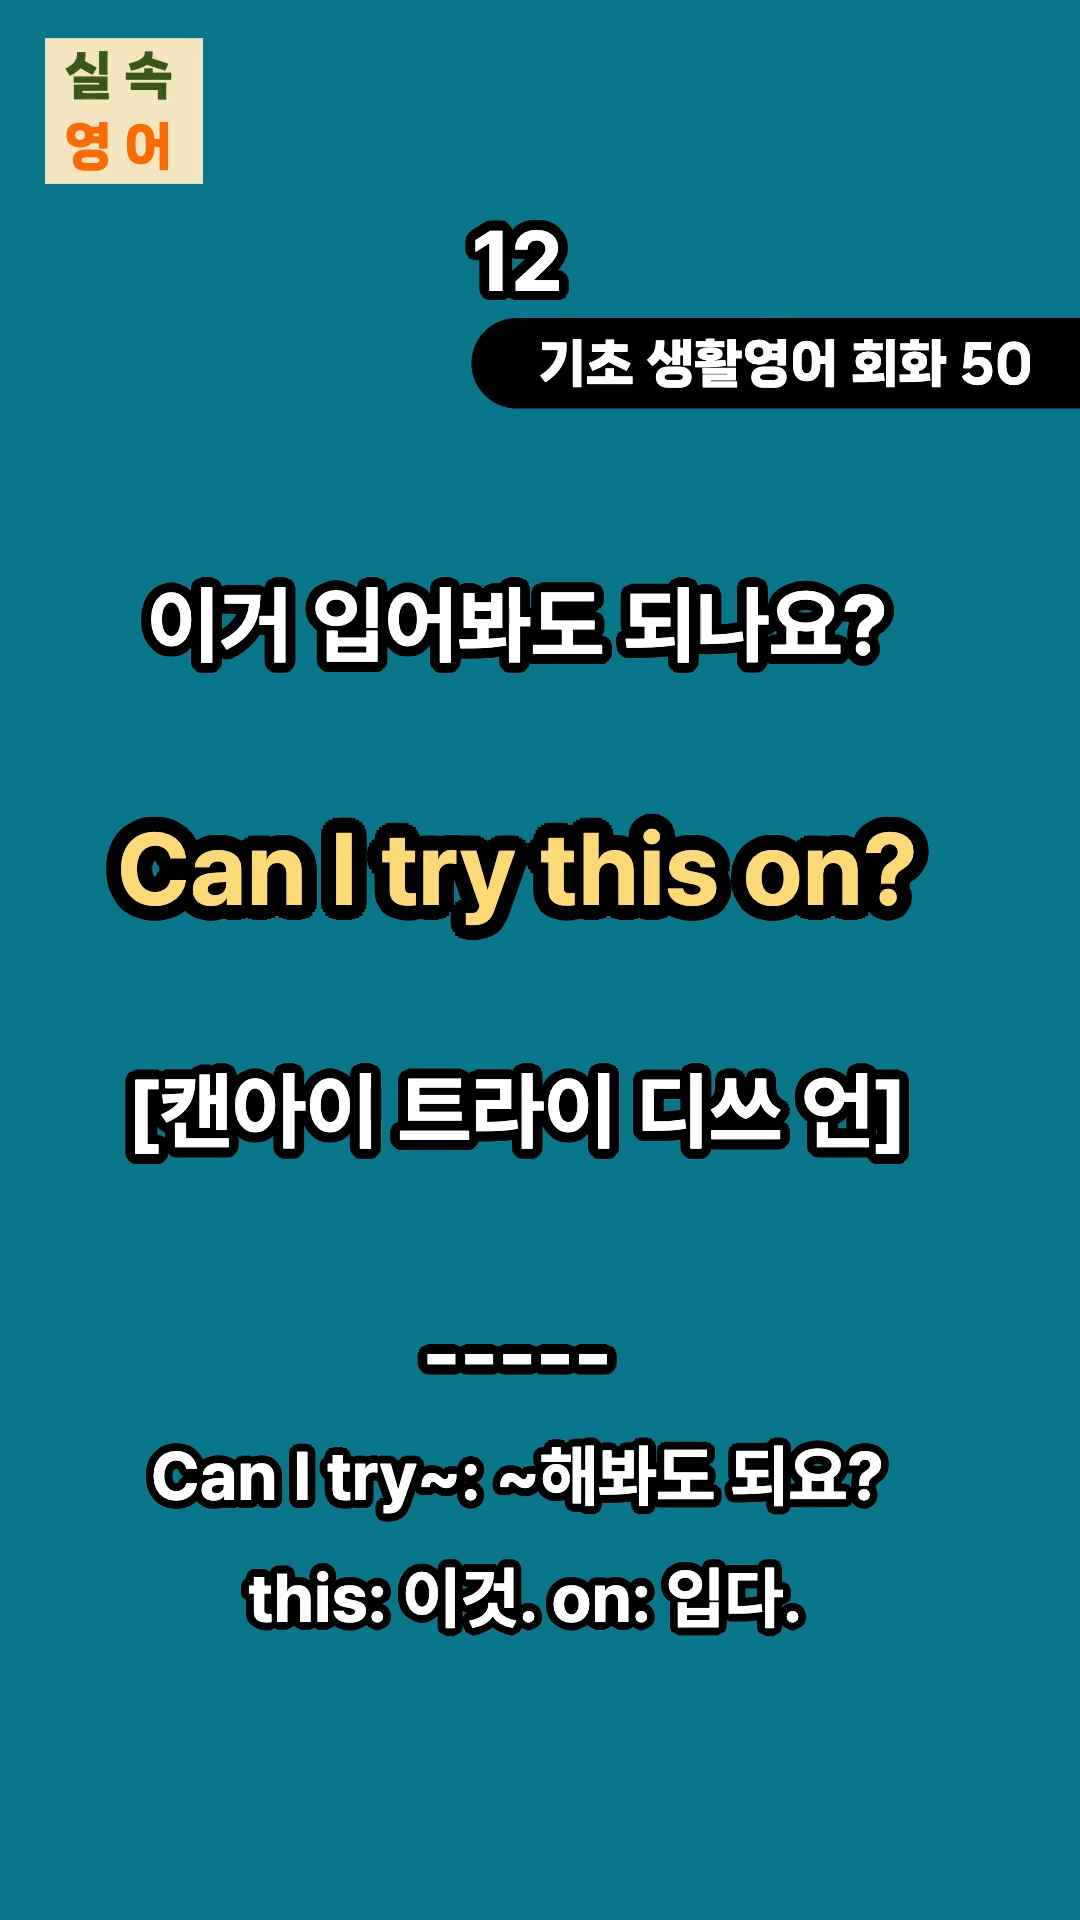 실속
영어
12
기초 생활영어 회화 50
이거 입어봐도 되나요?
Can I try this on?
[캔아이 트라이 디쓰 언]
-----
Can I try~: ~해봐도 되요?
this: 이것. on: 입다.